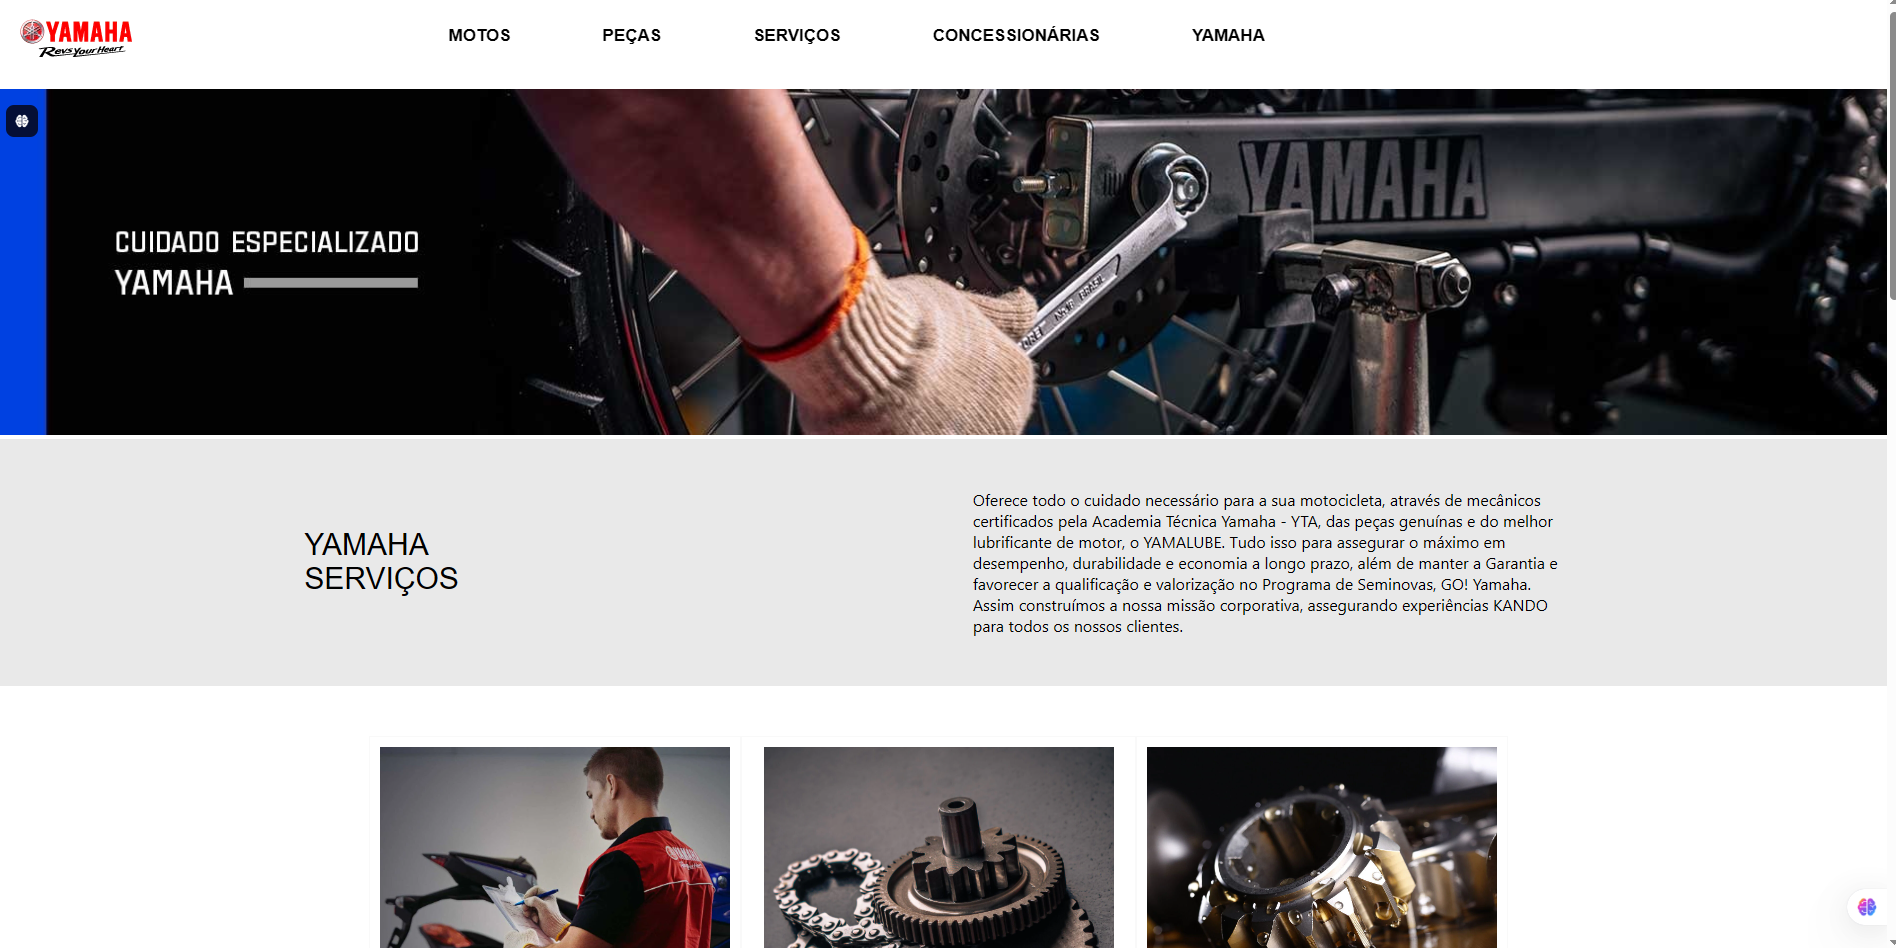 YAMAHA
Revs Your Heart
MOTOS PEÇAS SERVIÇOS CONCESSIONÁRIAS YAMAHA
YAMAHA
CUIDADO ESPECIALIZADO
YAMAHA
BRASIL
YAMAHA
SERVIÇOS
Oferece todo o cuidado necessário para a sua motocicleta, através de mecânicos
certificados pela Academia Técnica Yamaha - YTA, das peças genuínas e do melhor
lubrificante de motor, o YAMALUBE. Tudo isso para assegurar o máximo em
desempenho, durabilidade e economia a longo prazo, além de manter a Garantia e
favorecer a qualificação e valorização no Programa de Seminovas, GO! Yamaha.
Assim construímos a nossa missão corporativa, assegurando experiências KANDO
para todos os nossos clientes.
YAMAHA